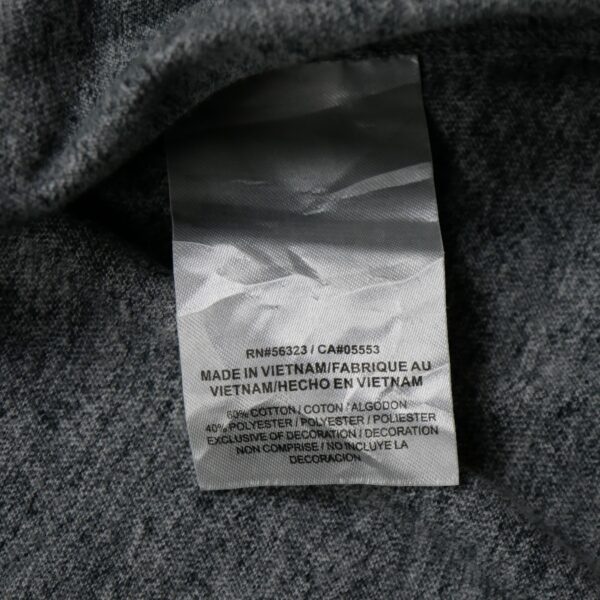 RN#56323 / CA#05553
MADE IN VIETNAM/FABRIQUE AU
VIETNAM/HECHO EN VIETNAM
60% COTTON / COTON / ALGODON
40% POLYESTER / POLYESTER / POLIESTER
EXCLUSIVE OF DECORATION / DECORATION
NON COMPRISE / NO INCLUYE LA
DECORACION